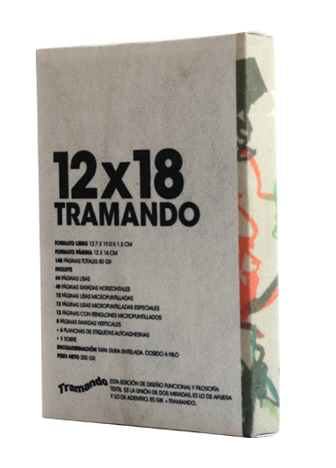 12x18
TRAMANDO
FORMATO LIBRO 12,7 X 19.0 X 1.5 CM
FORMATO PÁGINA 12 X 18 CM
148 PÁGINAS TOTALES 80 GR
INCLUYE
64 PÁGINAS LISAS
40 PÁGINAS RAYADAS HORIZONTALES
12 PÁGINAS LISAS MICROPUNTILLADAS
12 PÁGINAS LISAS MICROPUNTILLADAS ESPECIALES
12 PÁGINAS CON RENGLONES MICROPUNTILLADOS
8 PÁGINAS RAYADAS VERTICALES
+ 6 PLANCHAS DE ETIQUETAS AUTOADHESIVAS
+ 1 SOBRE
ENCUADERNACIÓN TAPA DURA ENTELADA. COSIDO A HILO
PESO NETO 250 GR
Tramando
ESTA EDICIÓN DE DISEÑO FUNCIONAL Y FILOSOFÍA
TEXTIL ES LA UNIÓN DE DOS MIRADAS, ES LO DE AFUERA
Y LO DE ADENTRO. ES GIR +TRAMANDO.